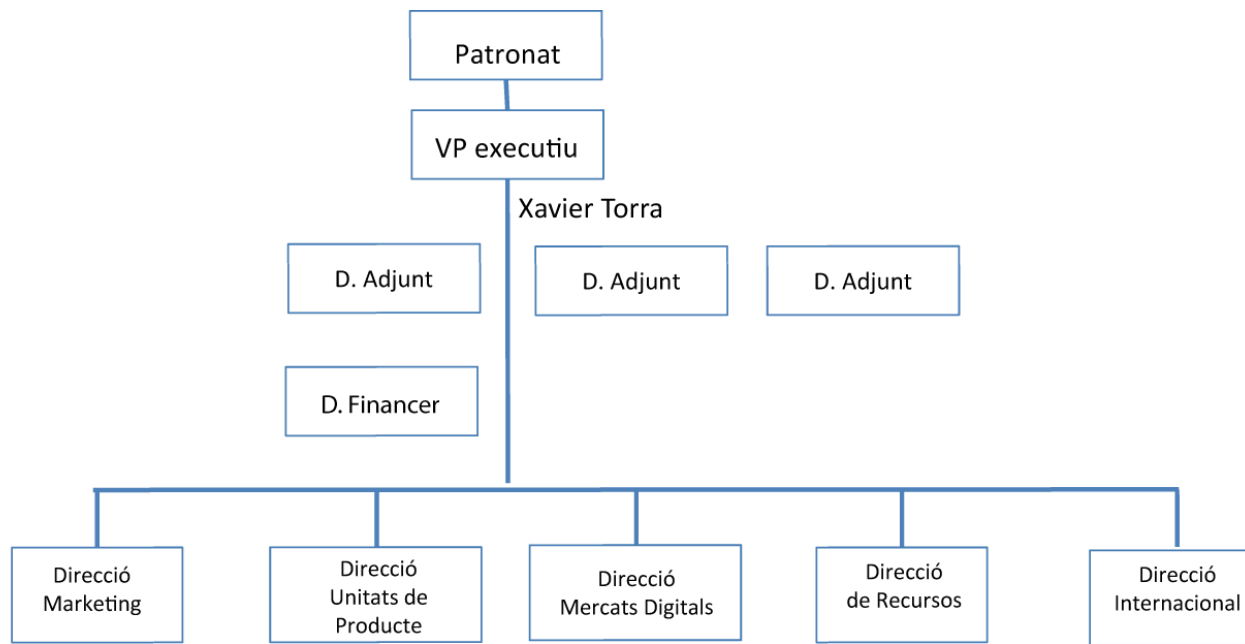 Patronat
VP executiu
Xavier Torra
D. Adjunt
D. Adjunt
D. Adjunt
D. Financer
Direcció
Marketing
Direcció
Unitats de
Producte
Direcció
Mercats Digitals
Direcció
de Recursos
Direcció
Internacional